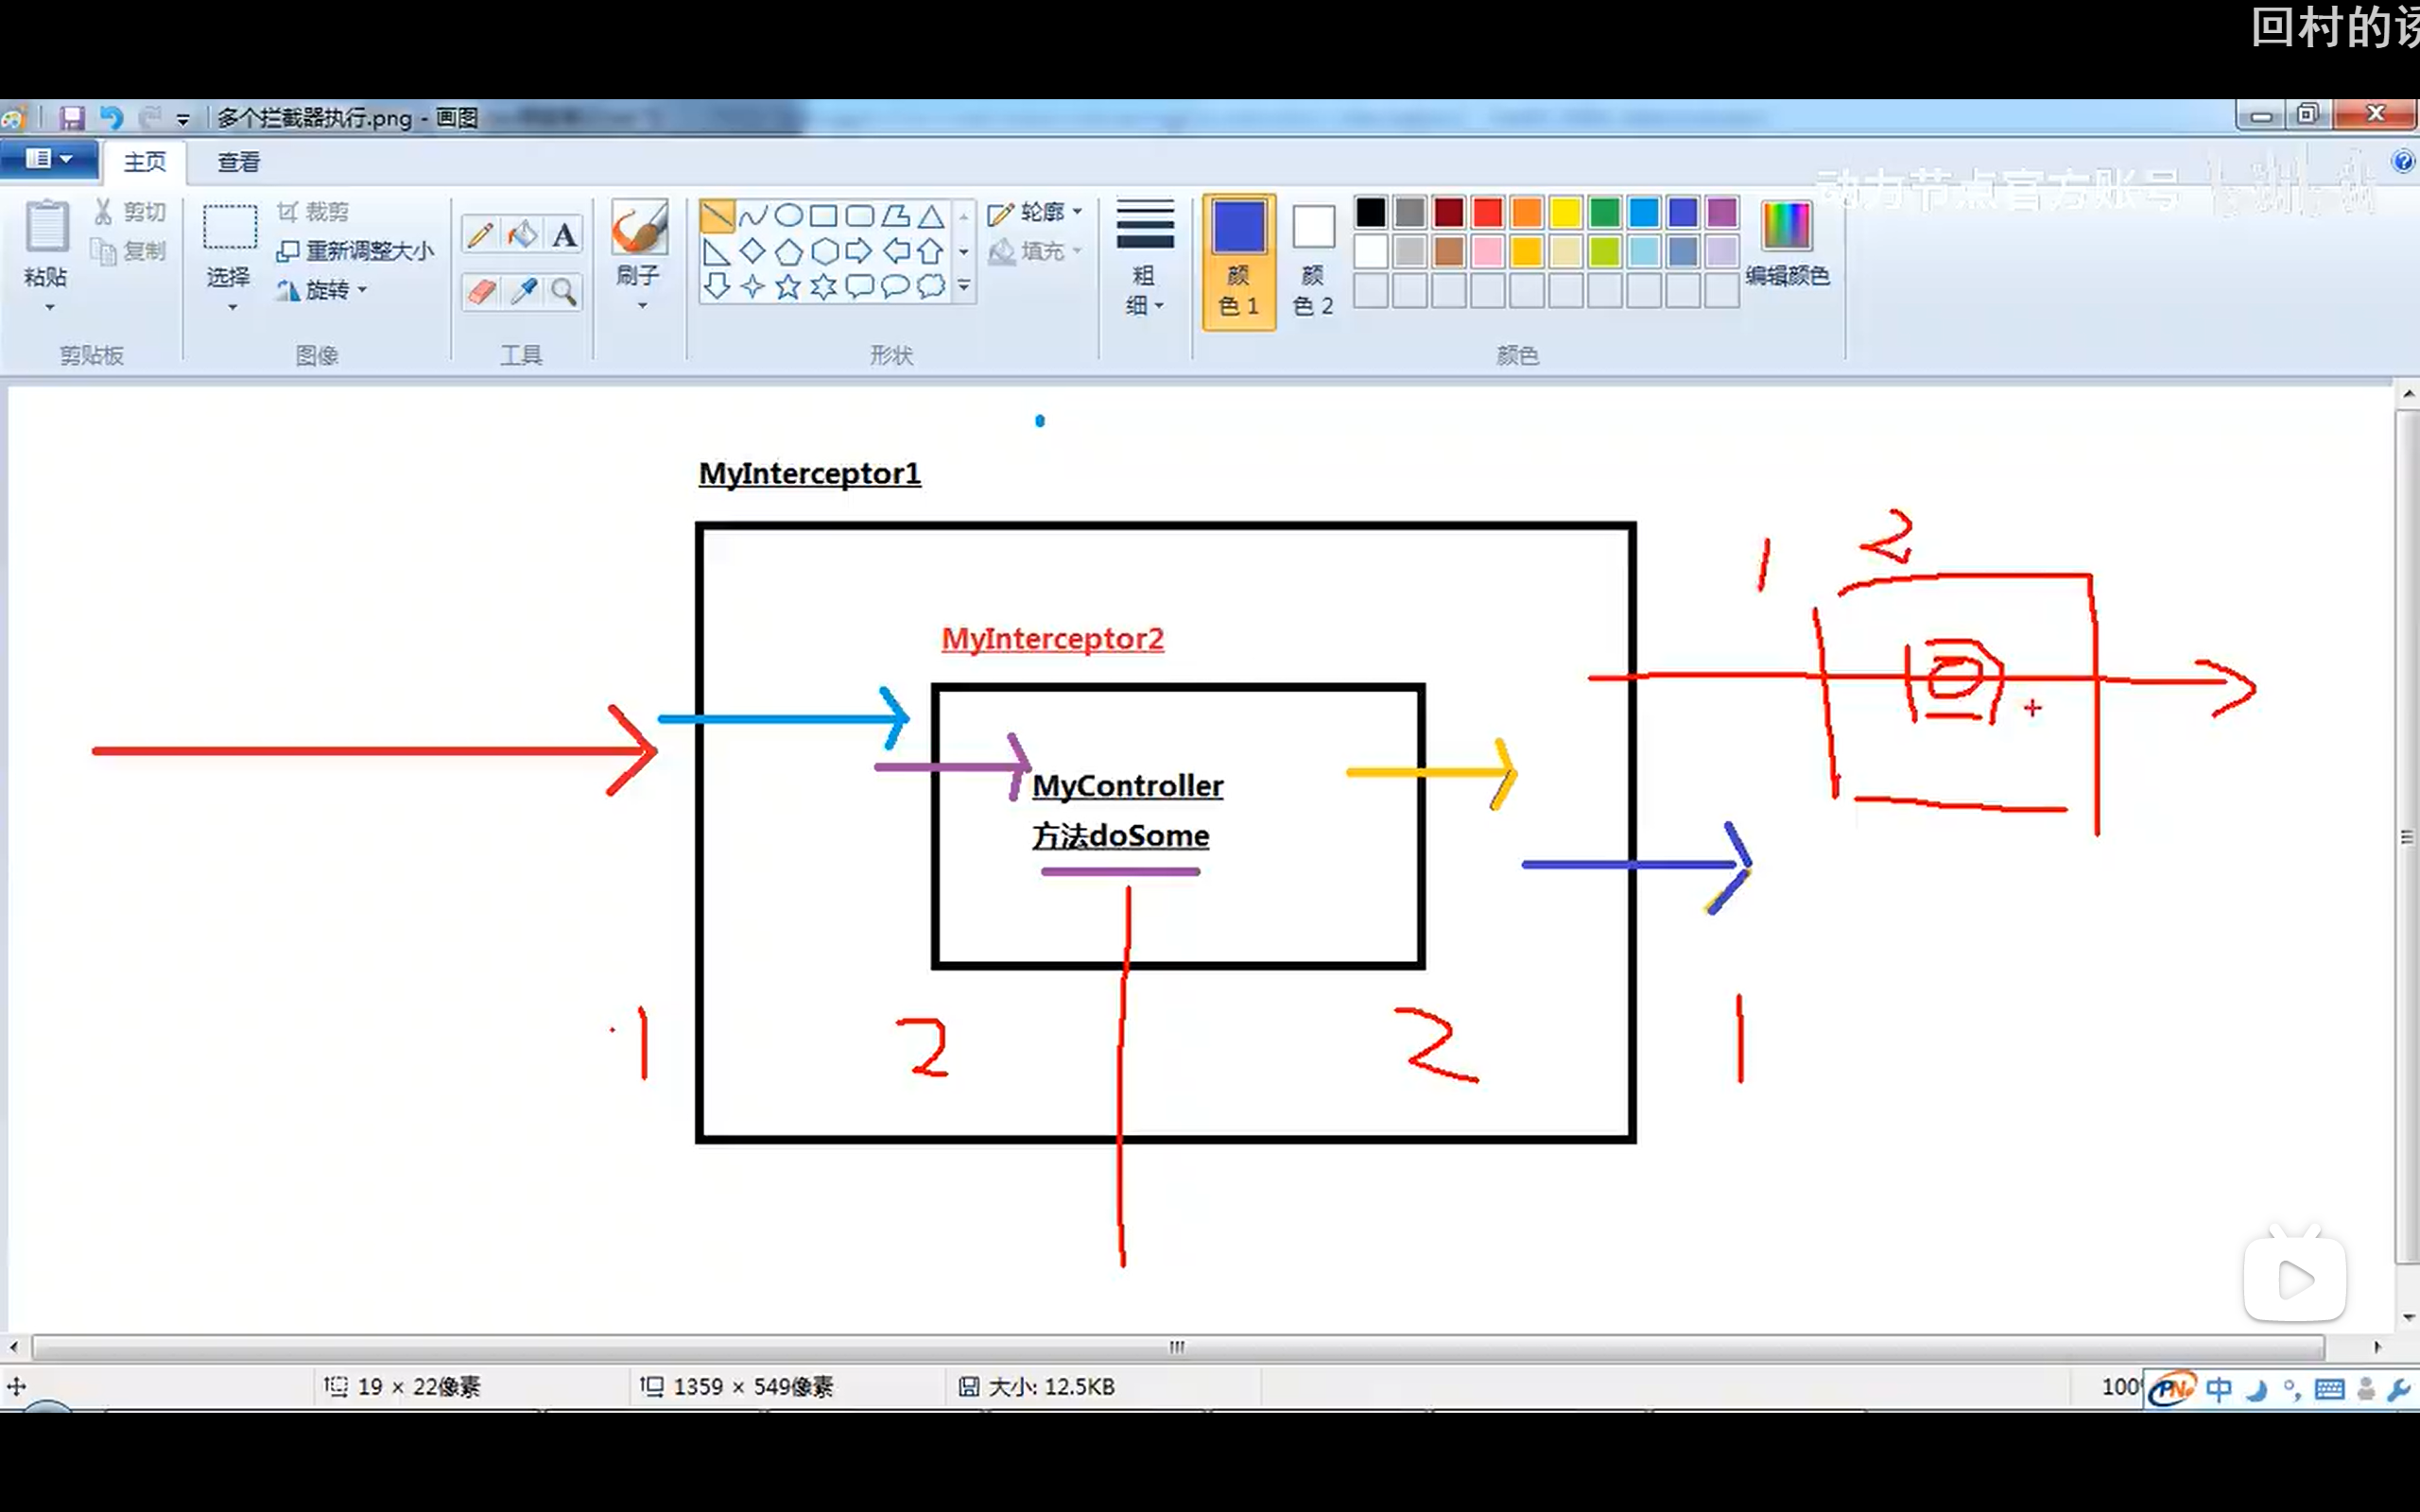 回村的诱
多个拦截器执行.png - 画图
主页 查看
动力节点官方账号 bilibili
粘贴 剪切 复制
选择 裁剪 重新调整大小 旋转
刷子
轮廓 填充
粗细
颜色 1
颜色 2
编辑颜色
剪贴板 图像 工具 形状 颜色
MyInterceptor1
1 2
MyInterceptor2
MyController
方法doSome
1 2 2 1
19 × 22像素 1359 × 549像素 大小: 12.5KB 100% 中